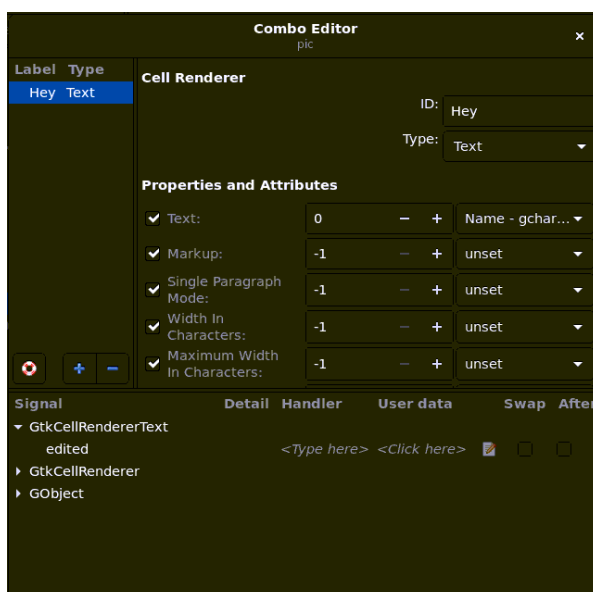 Combo Editor
pic
Label Type
Hey Text
Cell Renderer
ID: Hey
Type: Text
Properties and Attributes
Text: 0 Name - gchar...
Markup: -1 unset
Single Paragraph
Mode: -1 unset
Width In
Characters: -1 unset
Maximum Width
In Characters: -1 unset
Signal Detail Handler User data Swap After
GtkCellRendererText
edited <Type here> <Click here>
GtkCellRenderer
GObject